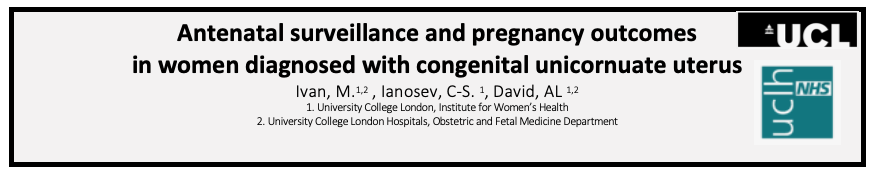 Antenatal surveillance and pregnancy outcomes
in women diagnosed with congenital unicornuate uterus
Ivan, M.1,2 , Ianosev, C-S. 1, David, AL 1,2
1. University College London, Institute for Women's Health
2. University College London Hospitals, Obstetric and Fetal Medicine Department
UCL
uclh
NHS